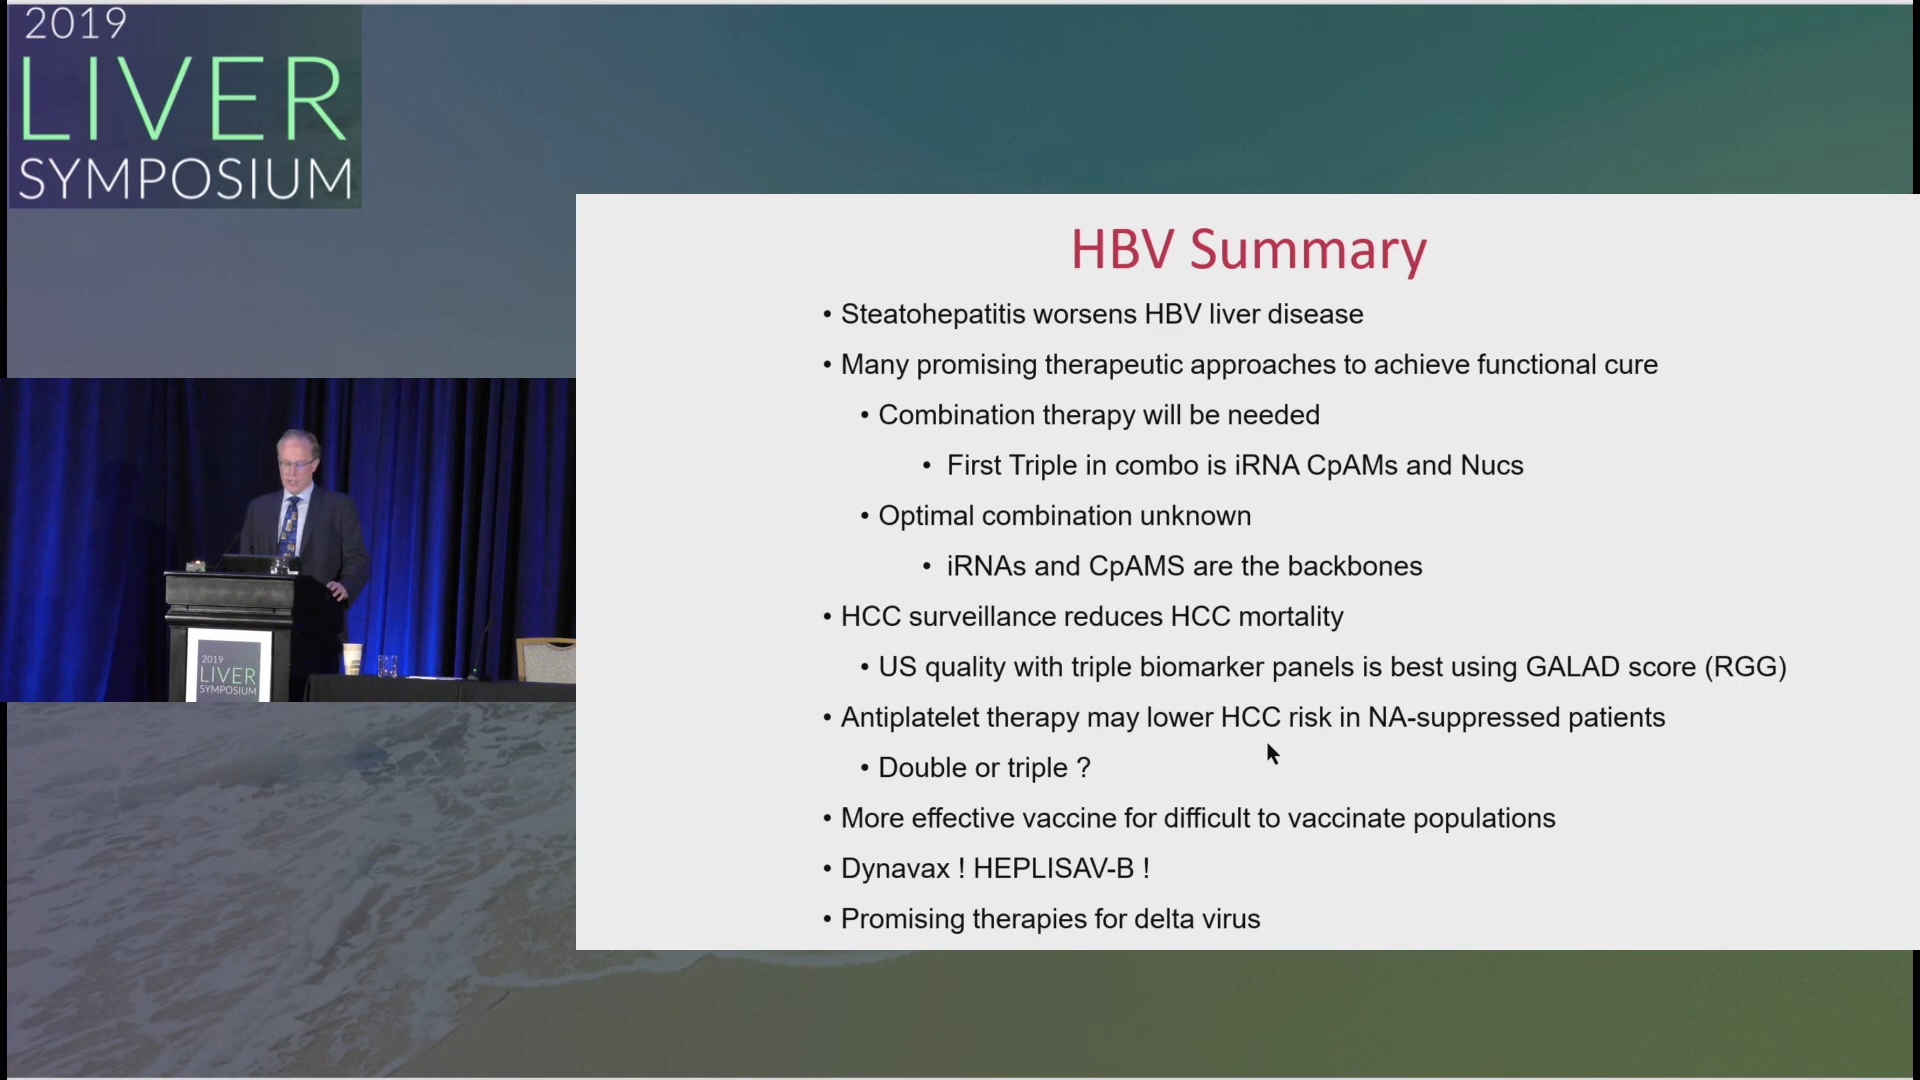 2019
LIVER
SYMPOSIUM
HBV Summary
• Steatohepatitis worsens HBV liver disease
• Many promising therapeutic approaches to achieve functional cure
• Combination therapy will be needed
• First Triple in combo is iRNA CpAMs and Nucs
• Optimal combination unknown
• iRNAs and CpAMS are the backbones
• HCC surveillance reduces HCC mortality
• US quality with triple biomarker panels is best using GALAD score (RGG)
• Antiplatelet therapy may lower HCC risk in NA-suppressed patients
• Double or triple ?
• More effective vaccine for difficult to vaccinate populations
• Dynavax ! HEPLISAV-B !
• Promising therapies for delta virus
2019
LIVER
SYMPOSIUM